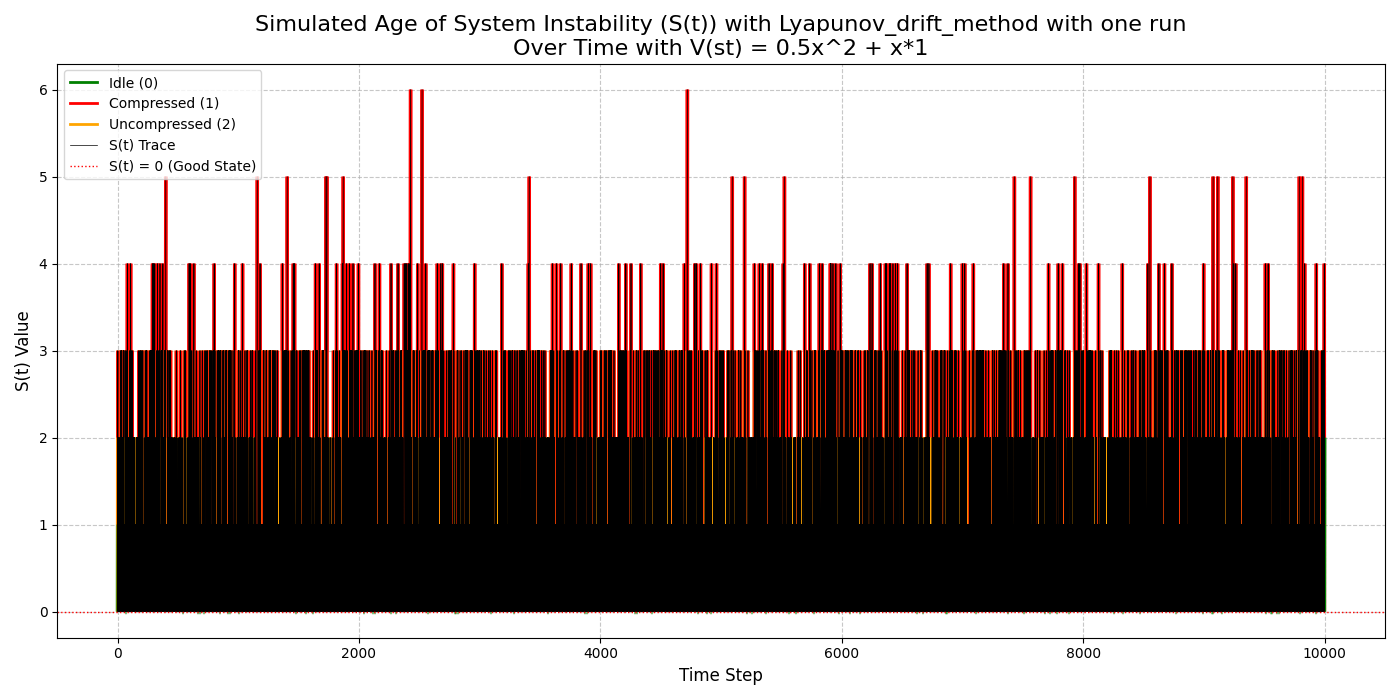 Simulated Age of System Instability (S(t)) with Lyapunov_drift_method with one run
Over Time with V(st) = 0.5x^2 + x*1
Idle (0)
Compressed (1)
Uncompressed (2)
S(t) Trace
S(t) = 0 (Good State)
S(t) Value
6
5
4
3
2
1
0
0 2000 4000 6000 8000 10000
Time Step